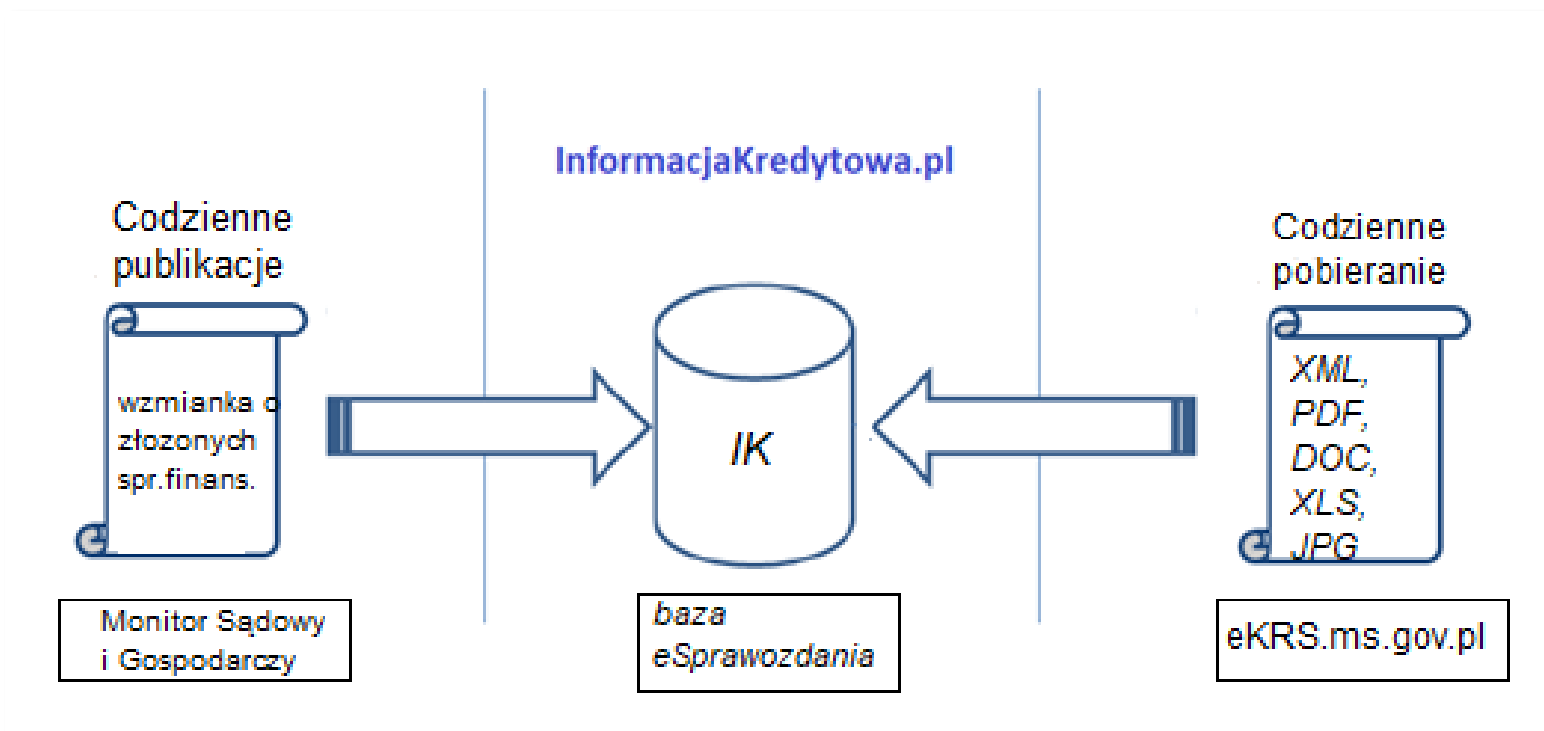 InformacjaKredytowa.pl
Codzienne
publikacje
wzmianka o
złozonych
spr.finans.
Monitor Sądowy
i Gospodarczy
IK
baza
eSprawozdania
Codzienne
pobieranie
XML,
PDF,
DOC,
XLS,
JPG
eKRS.ms.gov.pl